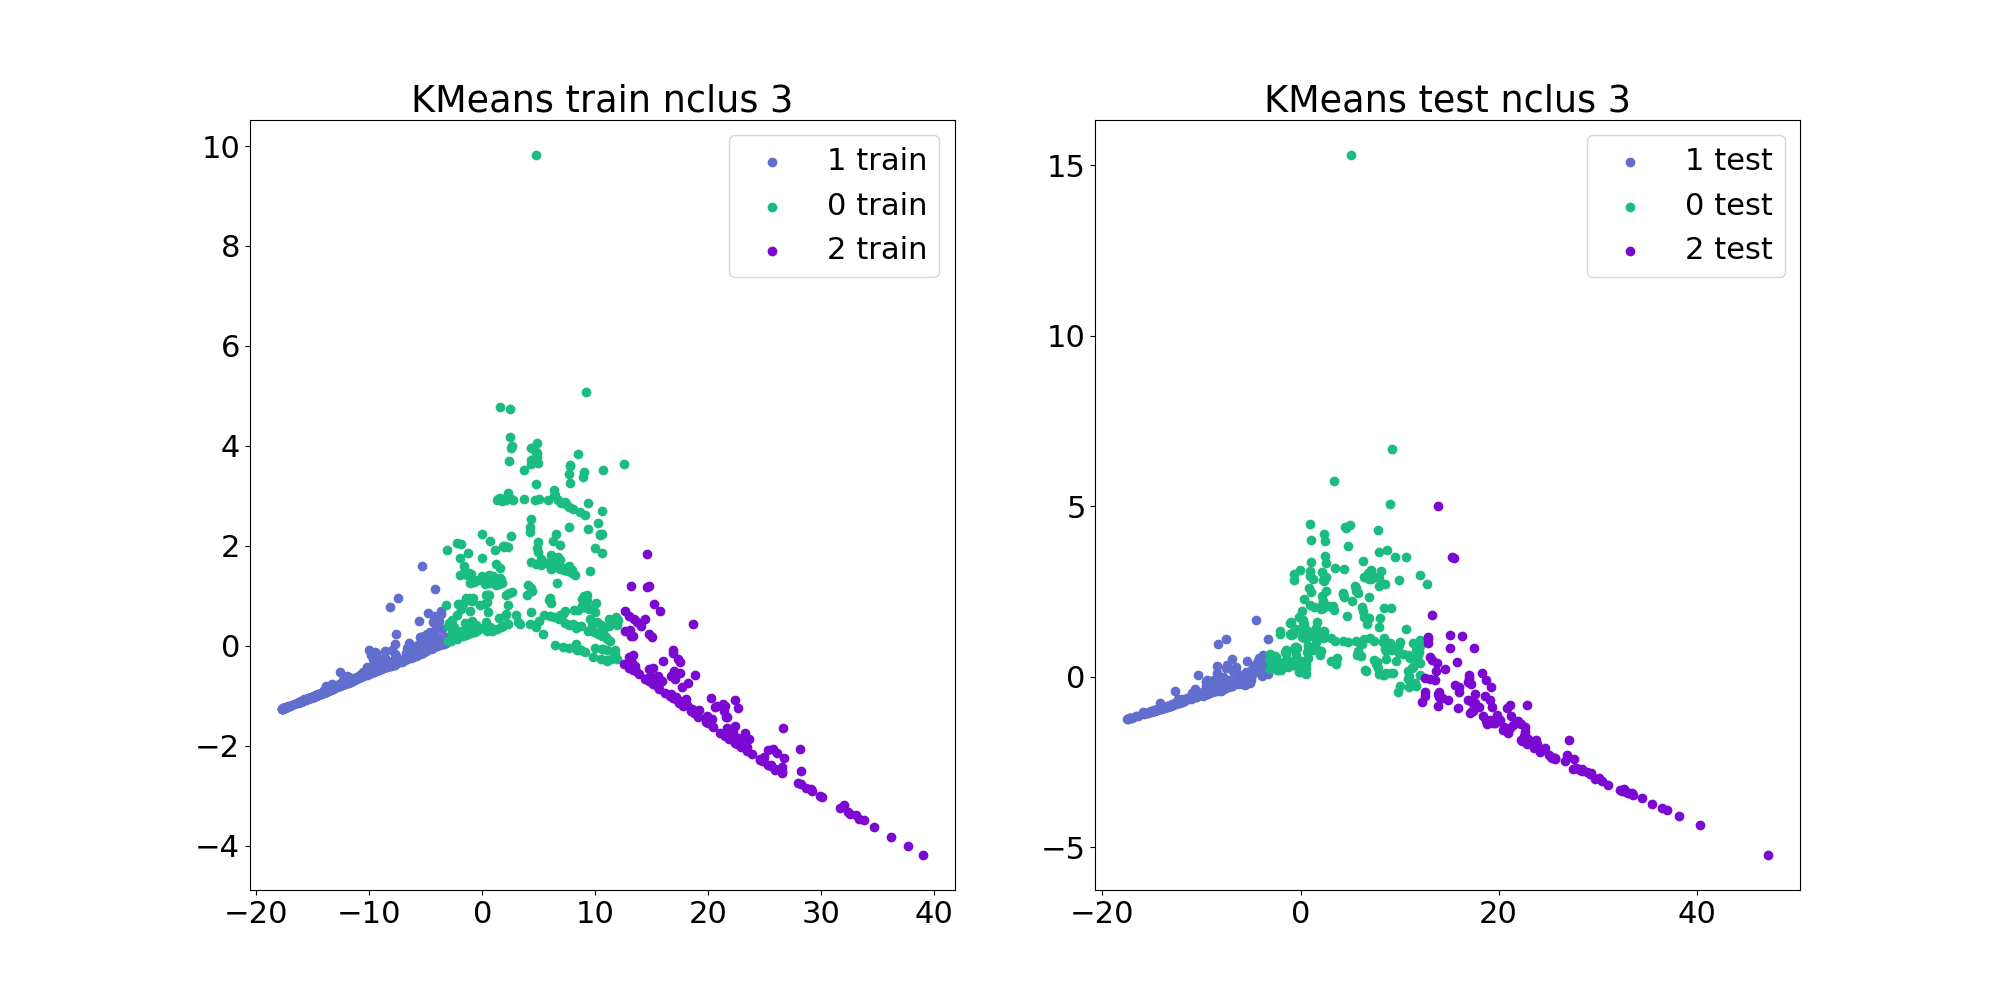 KMeans train nclus 3
10
8
6
4
2
0
−2
−4
−20 −10 0 10 20 30 40
1 train
0 train
2 train
KMeans test nclus 3
15
10
5
0
−5
−20 0 20 40
1 test
0 test
2 test